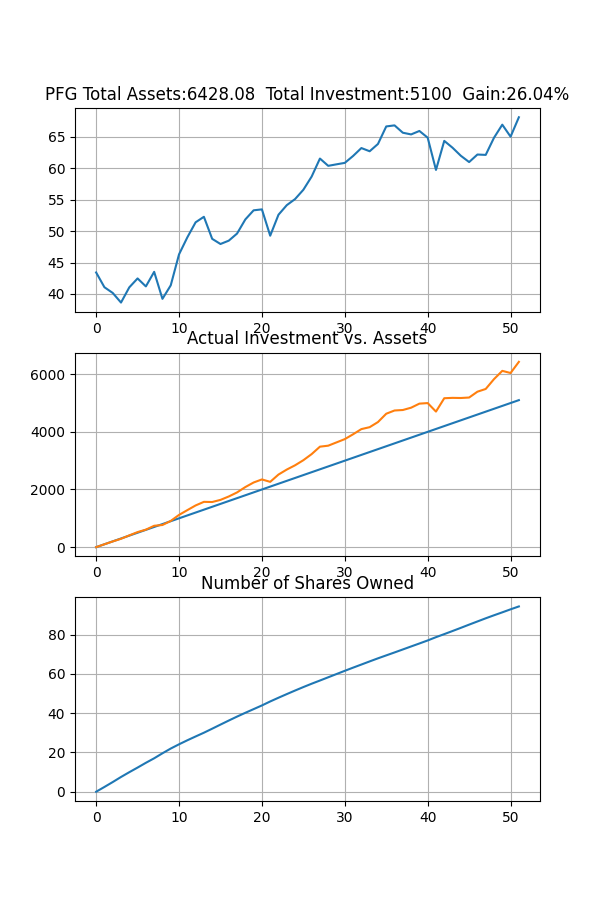 PFG Total Assets:6428.08  Total Investment:5100  Gain:26.04%
65
60
55
50
45
40
0 10 20 30 40 50
Actual Investment vs. Assets
6000
4000
2000
0
0 10 20 30 40 50
Number of Shares Owned
80
60
40
20
0
0 10 20 30 40 50